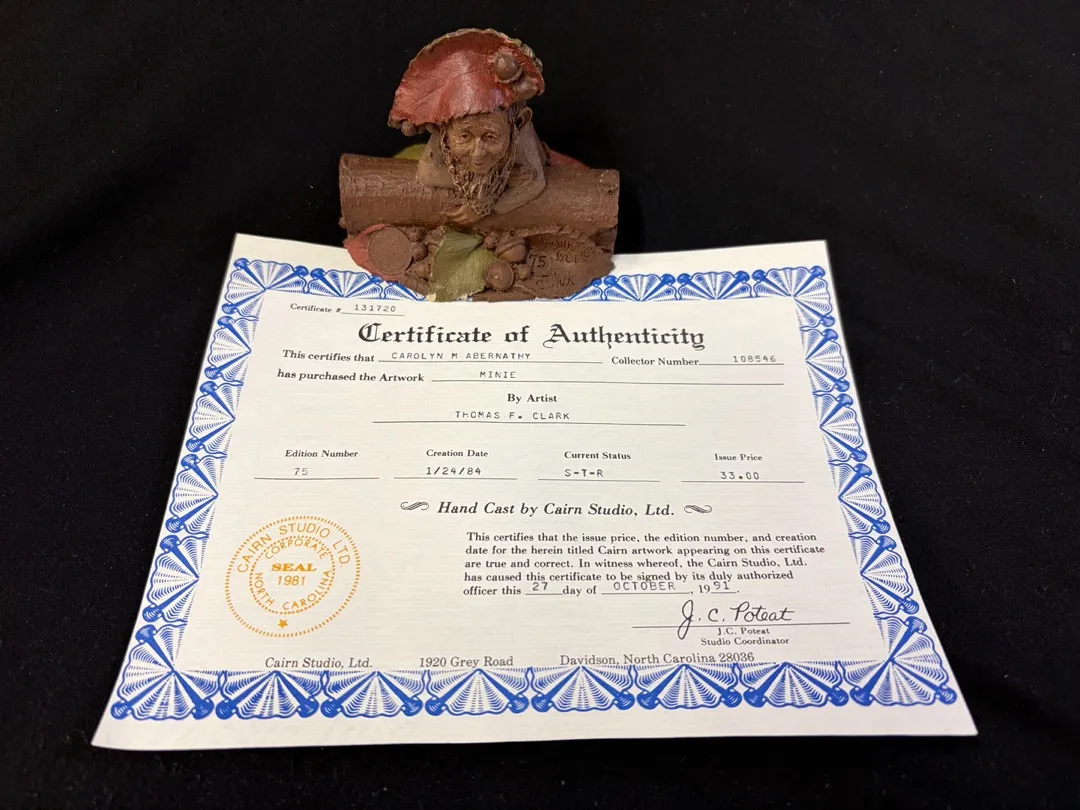 75
Certificate # 131720
Certificate of Authenticity
This certifies that CAROLYN M ABERNATHY Collector Number 108546
has purchased the Artwork MINIE
By Artist
THOMAS F. CLARK
Edition Number Creation Date Current Status Issue Price
75 1/24/84 S-T-R 33.00
Hand Cast by Cairn Studio, Ltd.
This certifies that the issue price, the edition number, and creation
date for the herein titled Cairn artwork appearing on this certificate
are true and correct. In witness whereof, the Cairn Studio, Ltd.
has caused this certificate to be signed by its duly authorized
officer this 27 day of OCTOBER, 1991.
CAIRN STUDIO LTD
CORPORATE
SEAL
1981
NORTH CAROLINA
J. C. Poteat
J.C. Poteat
Studio Coordinator
Cairn Studio, Ltd. 1920 Grey Road Davidson, North Carolina 28036